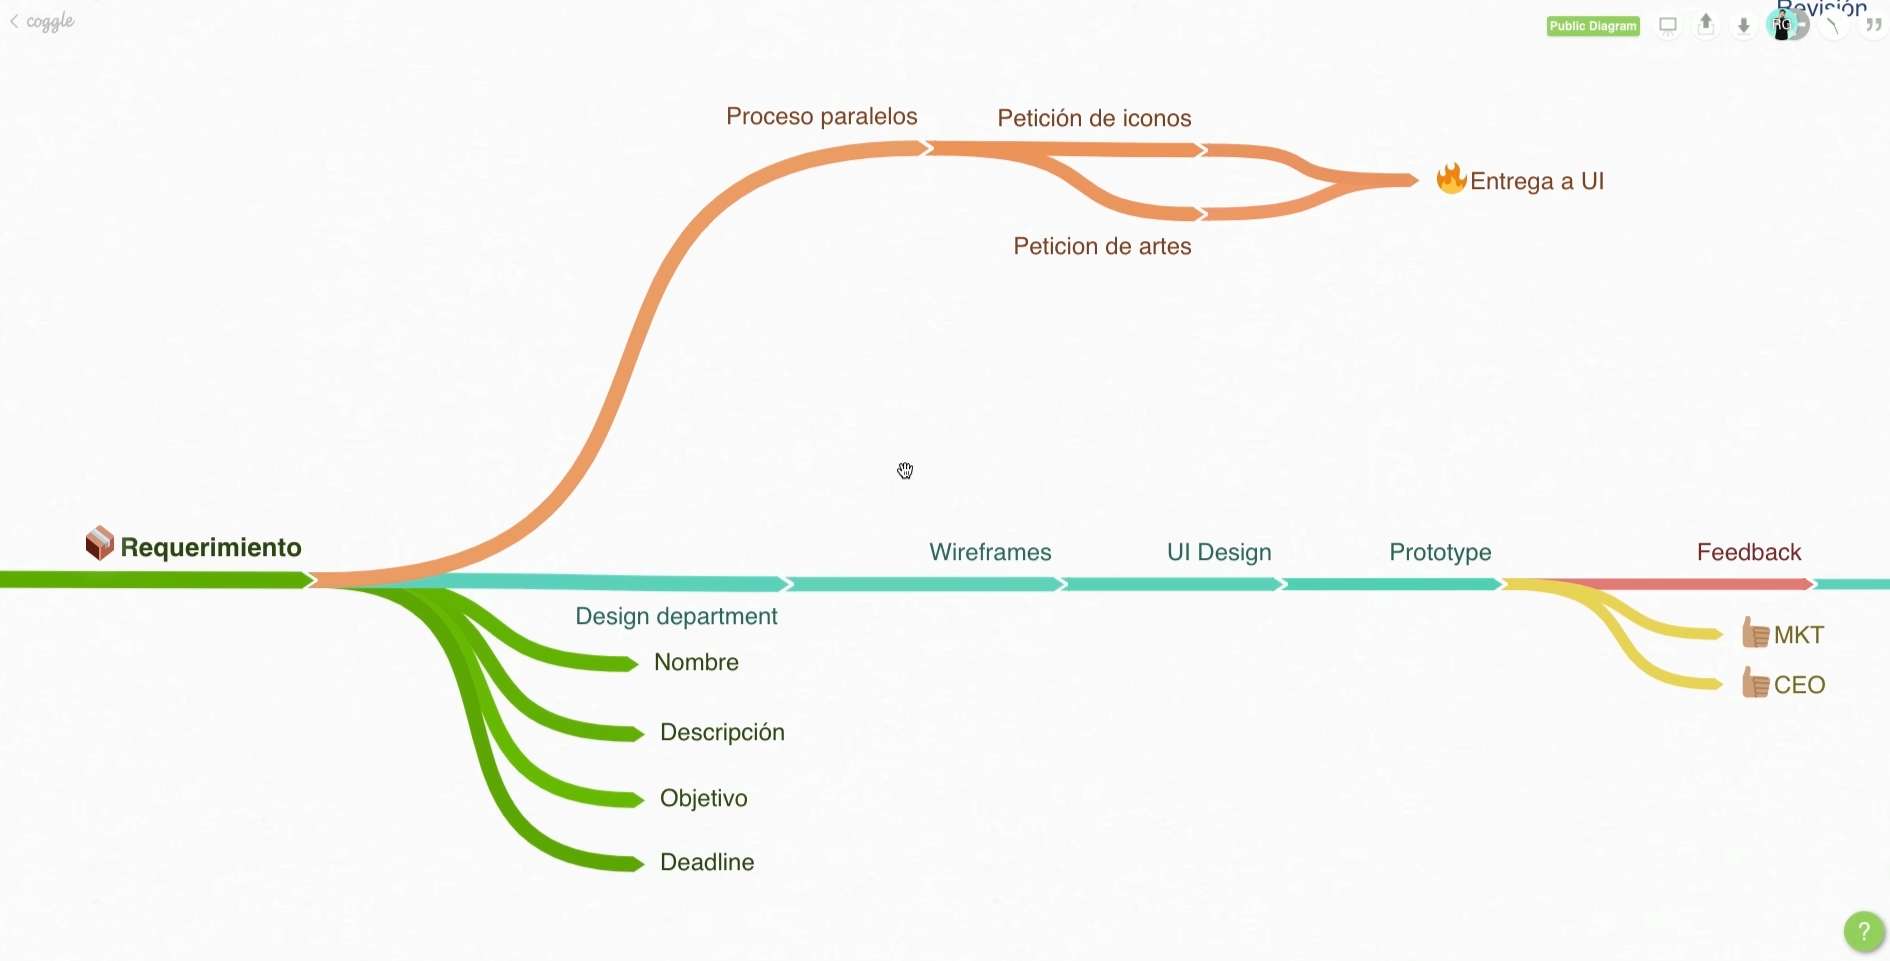 coggle
Revisión
Public Diagram
RG
Proceso paralelos
Petición de iconos
Entrega a UI
Peticion de artes
Requerimiento
Wireframes
UI Design
Prototype
Feedback
Design department
MKT
Nombre
CEO
Descripción
Objetivo
Deadline
?